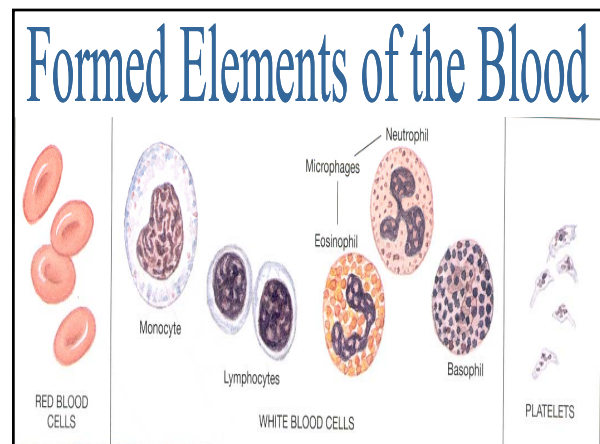 Formed Elements of the Blood
Neutrophil
Microphages
Eosinophil
Monocyte
Lymphocytes
Basophil
RED BLOOD
CELLS
WHITE BLOOD CELLS
PLATELETS